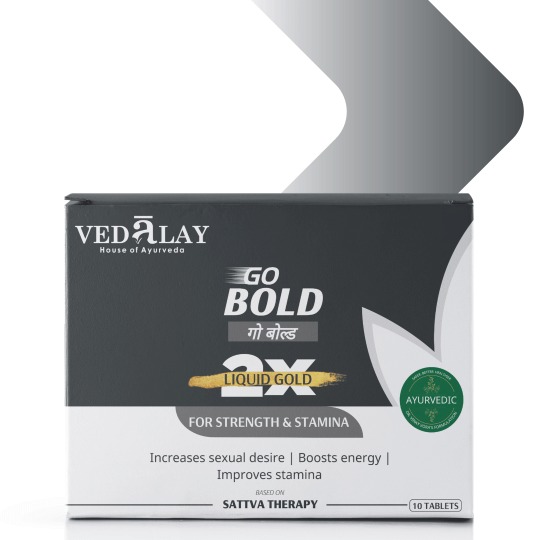 VEDĀLAY
House of Ayurveda
GO
BOLD
गो बोल्ड
2X
LIQUID GOLD
FOR STRENGTH & STAMINA
AYURVEDIC
Increases sexual desire | Boosts energy |
Improves stamina
BASED ON
SATTVA THERAPY
10 TABLETS